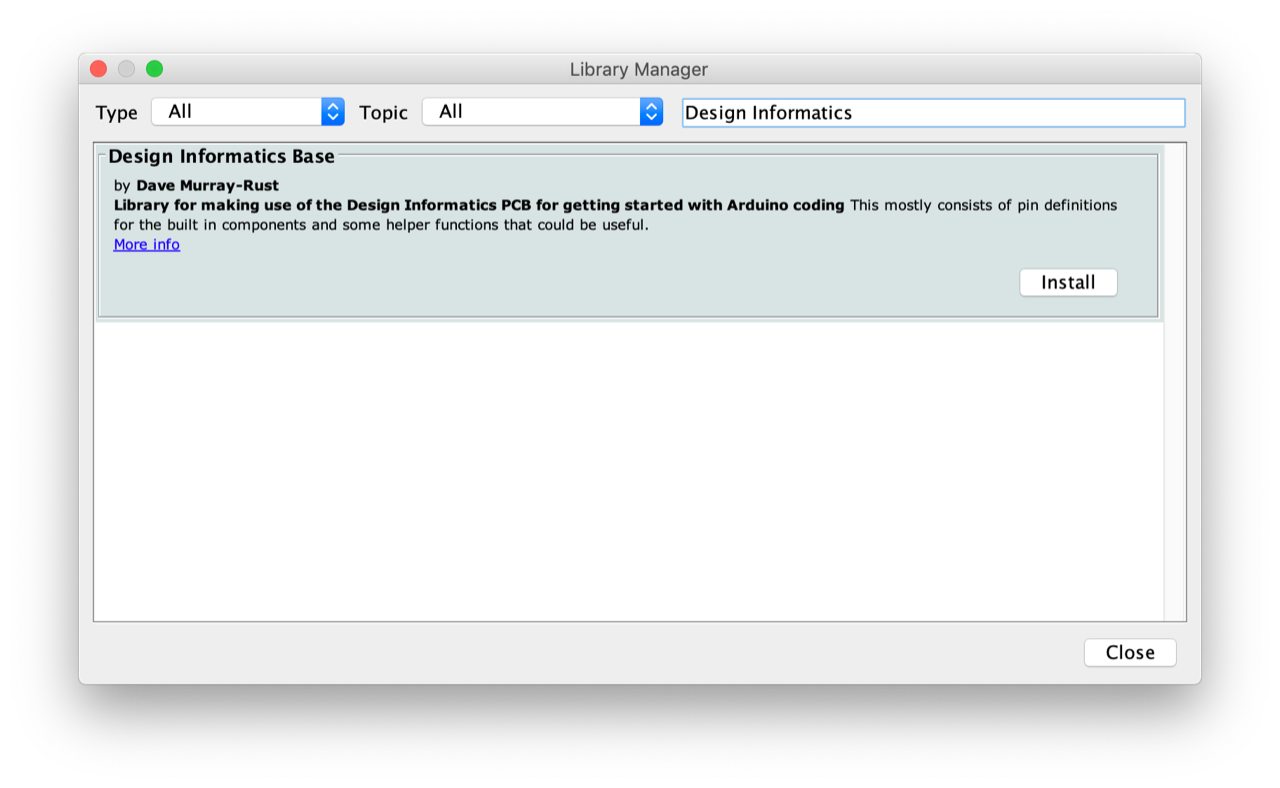 Library Manager
Type All Topic All Design Informatics
Design Informatics Base
by Dave Murray-Rust
Library for making use of the Design Informatics PCB for getting started with Arduino coding This mostly consists of pin definitions
for the built in components and some helper functions that could be useful.
More info
Install
Close